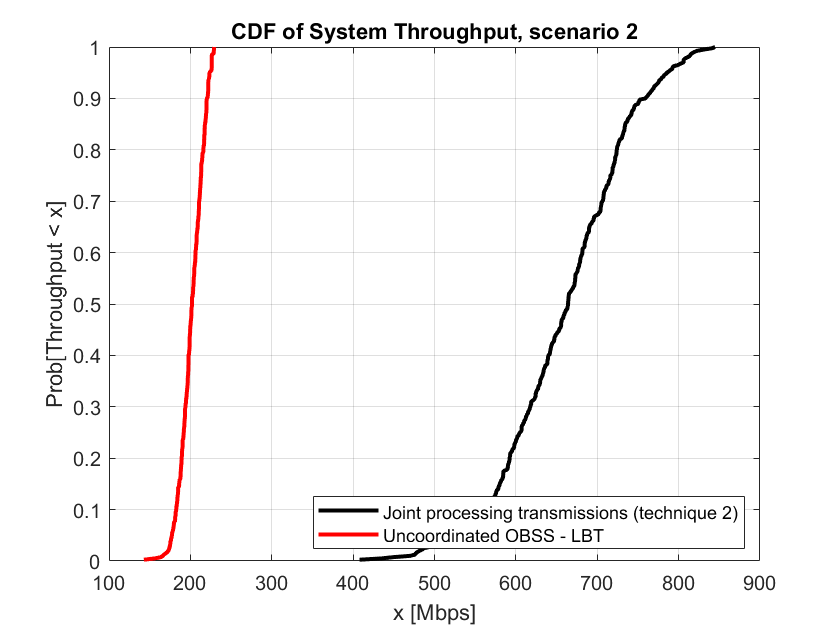 CDF of System Throughput, scenario 2
1
0.9
0.8
0.7
0.6
0.5
0.4
0.3
0.2
0.1
0
Prob[Throughput < x]
Joint processing transmissions (technique 2)
Uncoordinated OBSS - LBT
100 200 300 400 500 600 700 800 900
x [Mbps]